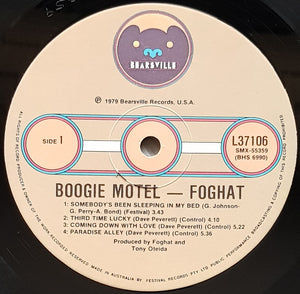 BEARSVILLE
℗ 1979 Bearsville Records, U.S.A.
SIDE 1
L37106
SMX-55359
(BHS 6990)
BOOGIE MOTEL — FOGHAT
1: SOMEBODY'S BEEN SLEEPING IN MY BED (G. Johnson-
G. Perry-A. Bond) (Festival) 3.43
2: THIRD TIME LUCKY (Dave Peverett) (Control) 4.10
3: COMING DOWN WITH LOVE (Dave Peverett) (Control) 5.22
4: PARADISE ALLEY (Dave Peverett) (Control) 5.36
Produced by Foghat and
Tony Oteida
MADE IN AUSTRALIA BY FESTIVAL RECORDS PTY LTD